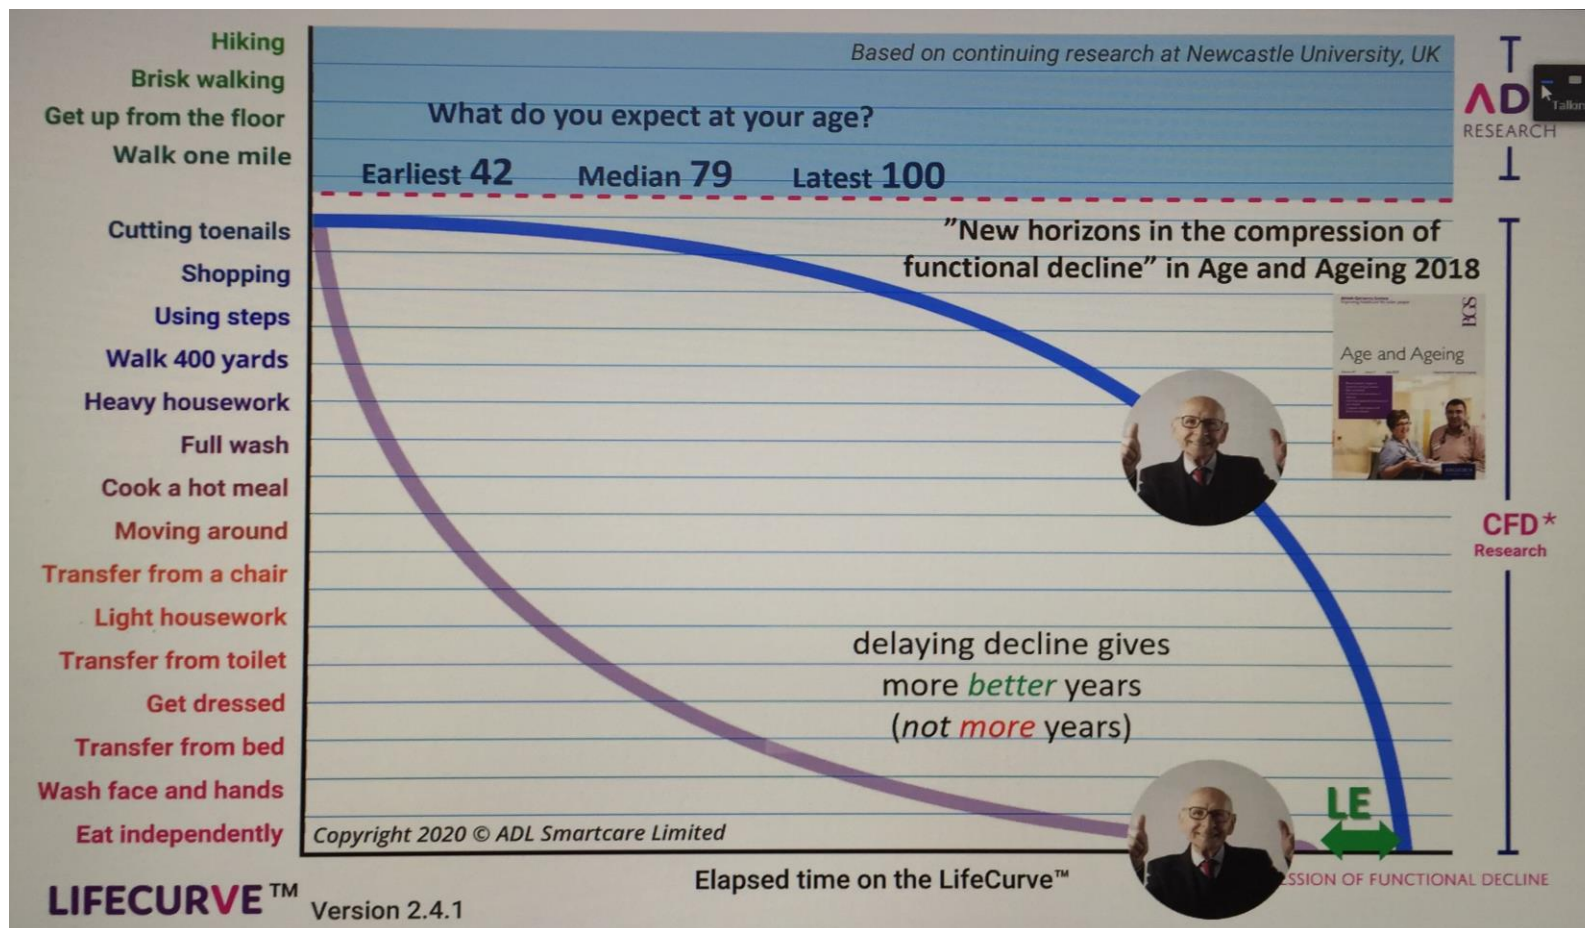 Hiking
Brisk walking
Get up from the floor
Walk one mile
Based on continuing research at Newcastle University, UK
What do you expect at your age?
Earliest 42 Median 79 Latest 100
AD
RESEARCH
Cutting toenails
Shopping
Using steps
Walk 400 yards
Heavy housework
Full wash
Cook a hot meal
Moving around
Transfer from a chair
Light housework
Transfer from toilet
Get dressed
Transfer from bed
Wash face and hands
Eat independently
”New horizons in the compression of
functional decline” in Age and Ageing 2018
BGS
Age and Ageing
CFD*
Research
delaying decline gives
more better years
(not more years)
LE
Copyright 2020 © ADL Smartcare Limited
Elapsed time on the LifeCurve™
SSION OF FUNCTIONAL DECLINE
LIFECURVE™
Version 2.4.1